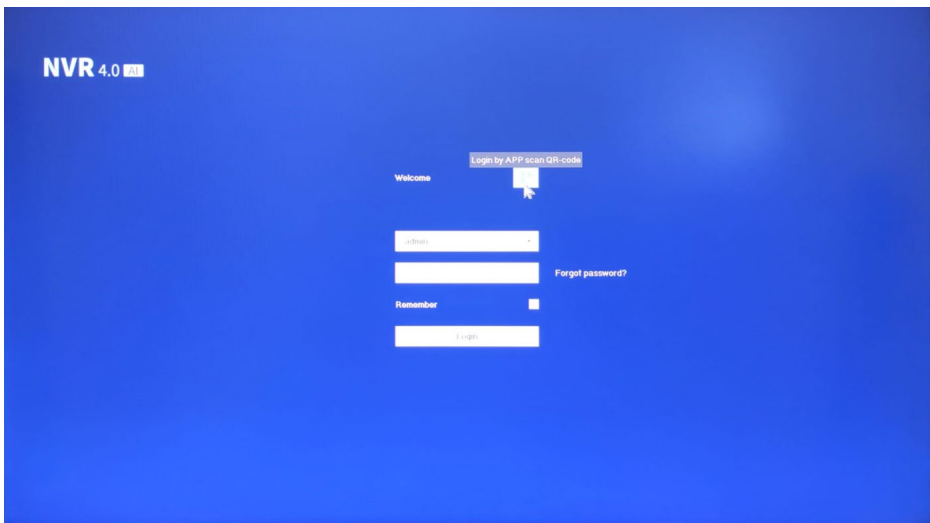 NVR 4.0 AI
Login by APP scan QR-code
Welcome
admin
Forgot password?
Remember
Login